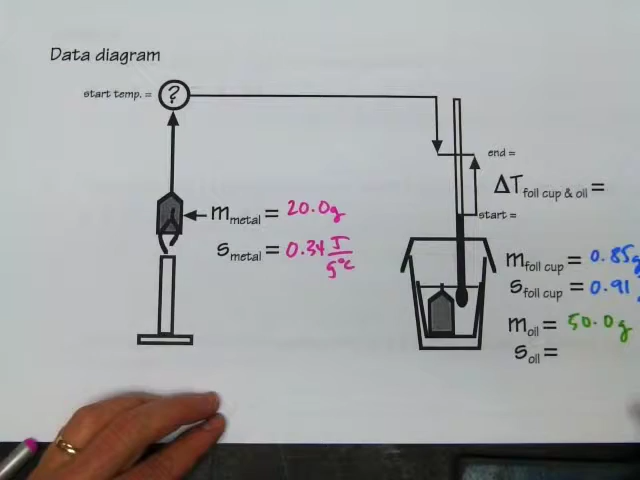 Data diagram
start temp. = ?
m metal = 20.0g
s metal = 0.34 J/g°C
end =
ΔT foil cup & oil =
start =
m foil cup = 0.85g
s foil cup = 0.91
m oil = 50.0g
s oil =